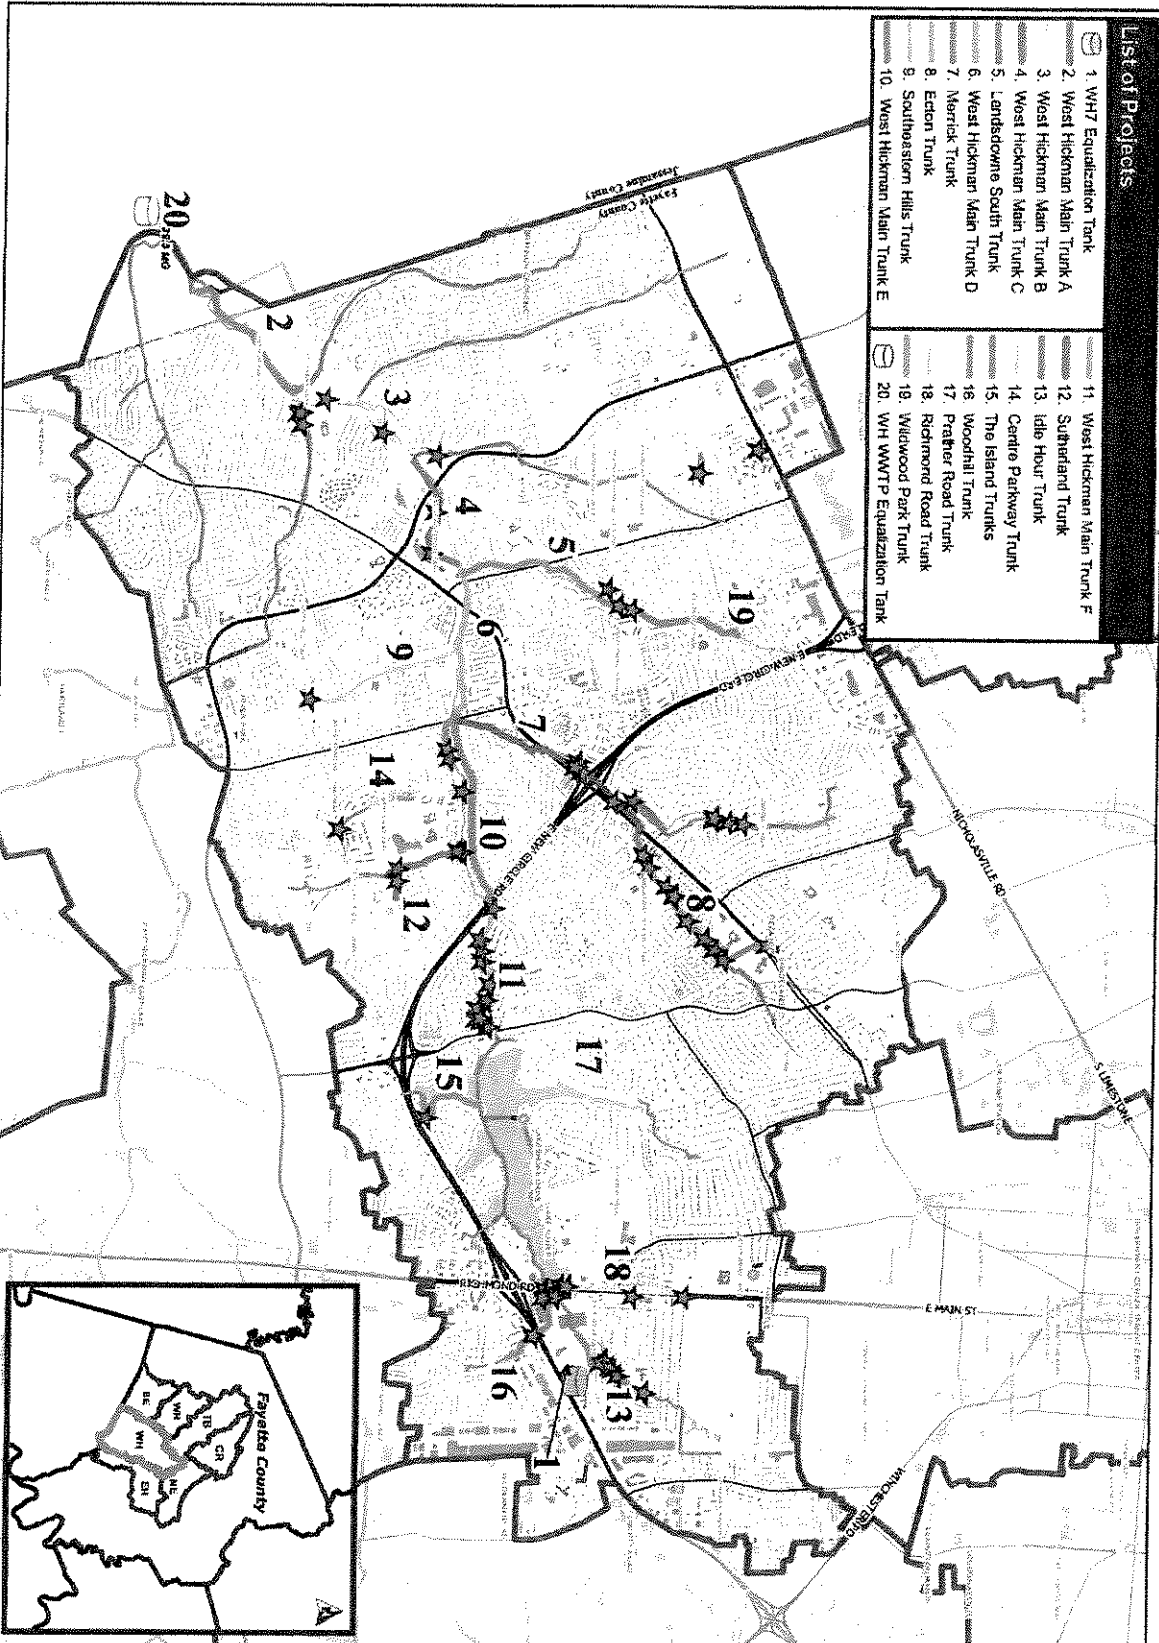 List of Projects
1. WH7 Equalization Tank
2. West Hickman Main Trunk A
3. West Hickman Main Trunk B
4. West Hickman Main Trunk C
5. Landsdowne South Trunk
6. West Hickman Main Trunk D
7. Merrick Trunk
8. Ecton Trunk
9. Southeastern Hills Trunk
10. West Hickman Main Trunk E
11. West Hickman Main Trunk F
12. Sutherland Trunk
13. Idle Hour Trunk
14. Centre Parkway Trunk
15. The Island Trunks
16. Woodhill Trunk
17. Prather Road Trunk
18. Richmond Road Trunk
19. Wildwood Park Trunk
20. WH WWTP Equalization Tank
Jessamine County
Fayette County
NICHOLASVILLE RD
S LIMESTONE
E NEW CIRCLE RD
E NEW CIRCLE RD
RICHMOND RD
E MAIN ST
WINCHESTER RD
20
2
3
4
5
19
6
9
7
14
10
12
8
11
15
17
18
16
13
1
Fayette County
BE
WH
TB
CR
WH
NE
SH